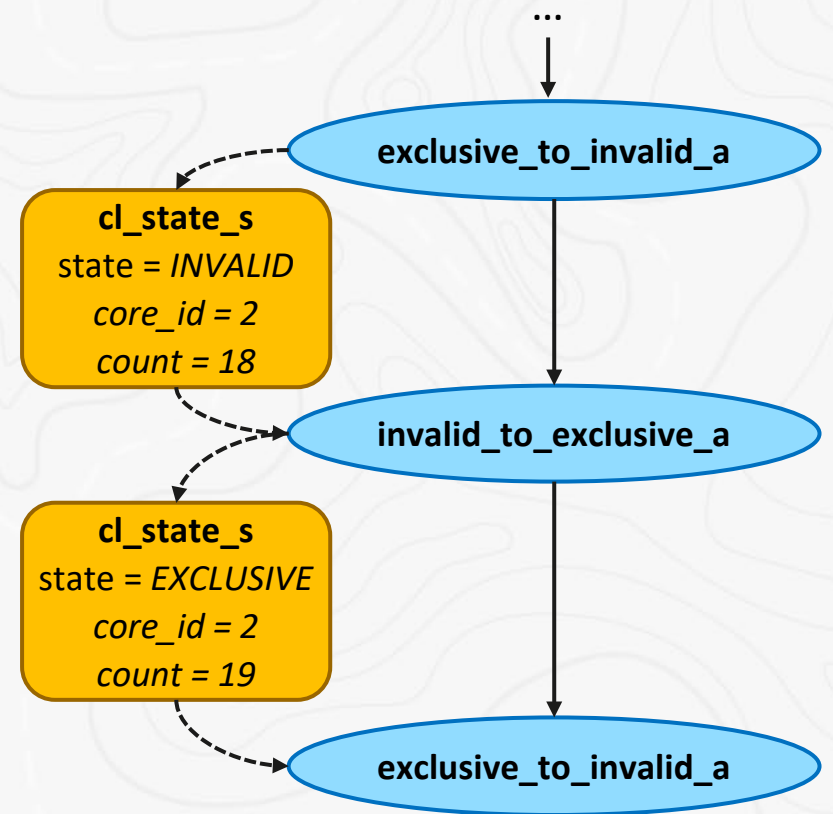 ...
exclusive_to_invalid_a
cl_state_s
state = INVALID
core_id = 2
count = 18
invalid_to_exclusive_a
cl_state_s
state = EXCLUSIVE
core_id = 2
count = 19
exclusive_to_invalid_a